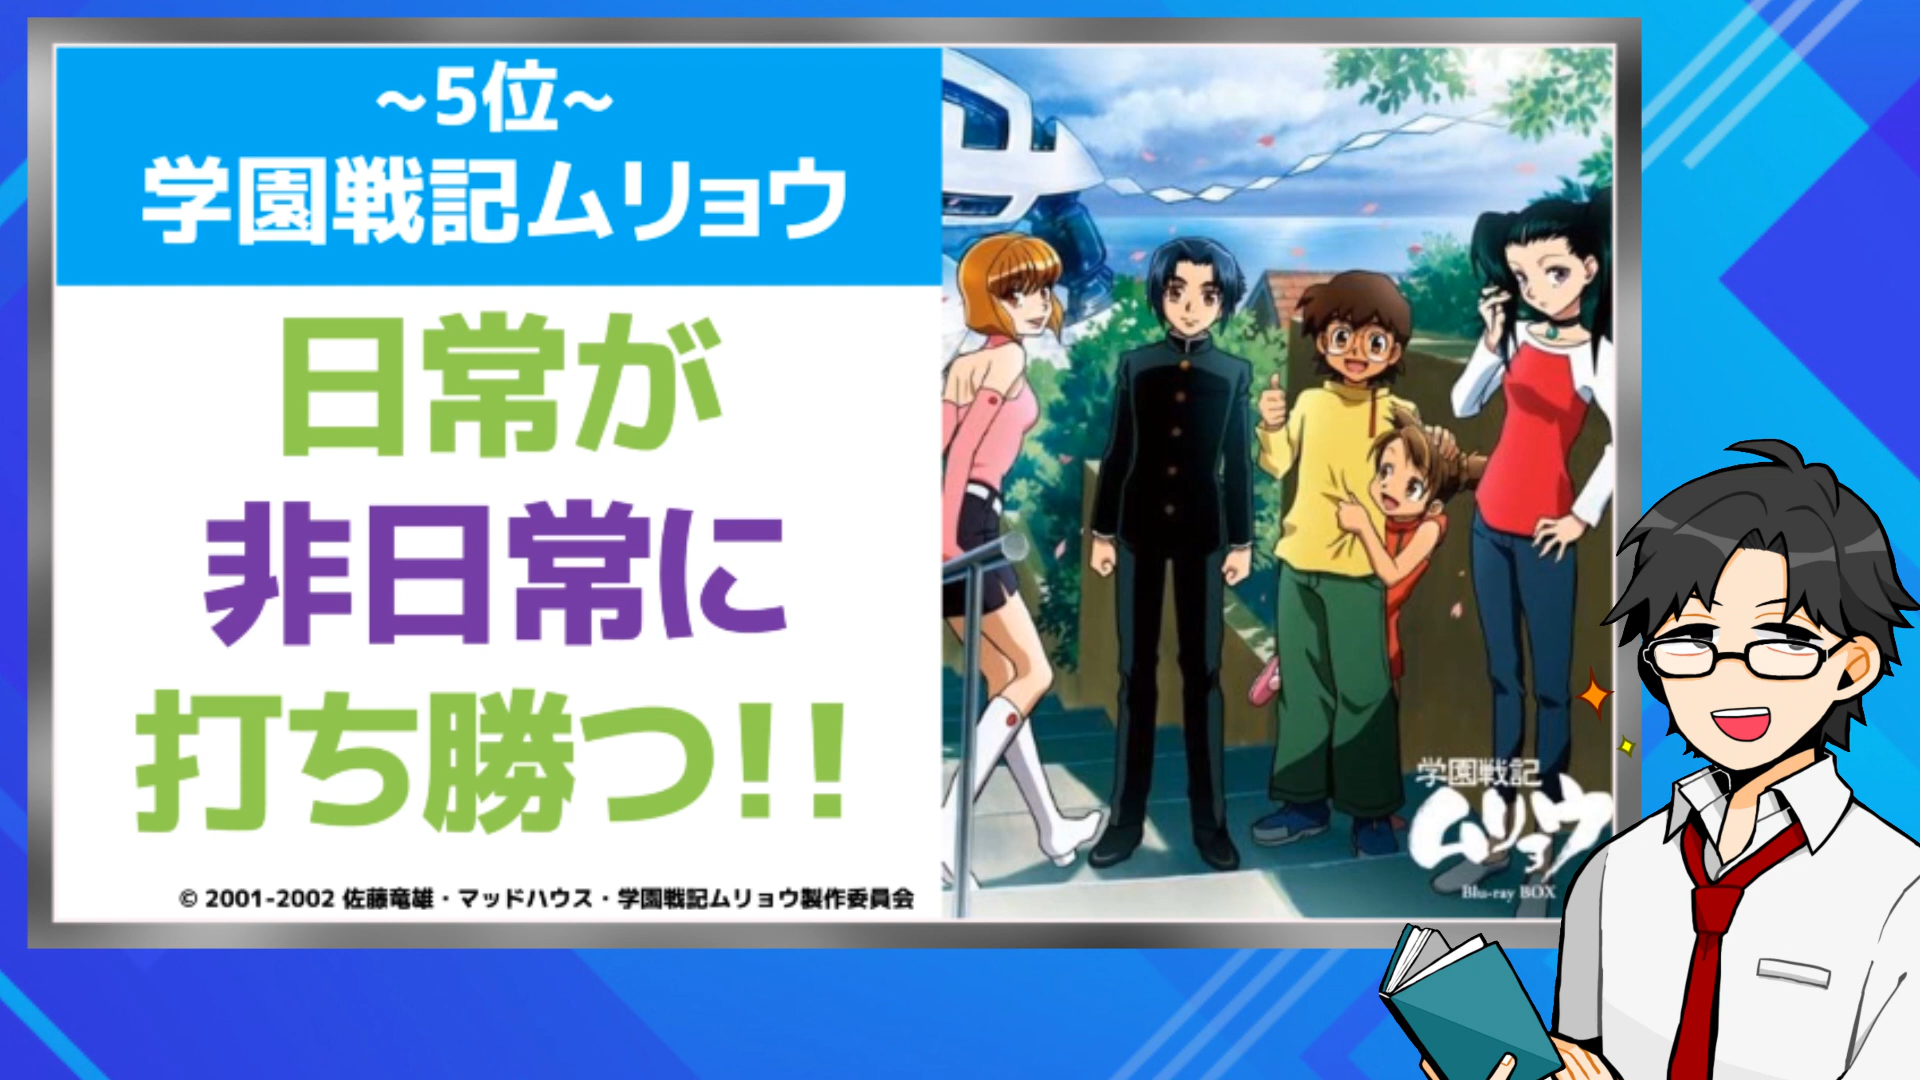 ~5位~
学園戦記ムリョウ
日常が
非日常に
打ち勝つ!!
© 2001-2002 佐藤竜雄・マッドハウス・学園戦記ムリョウ製作委員会
学園戦記
ムリョウ
Blu-ray BOX